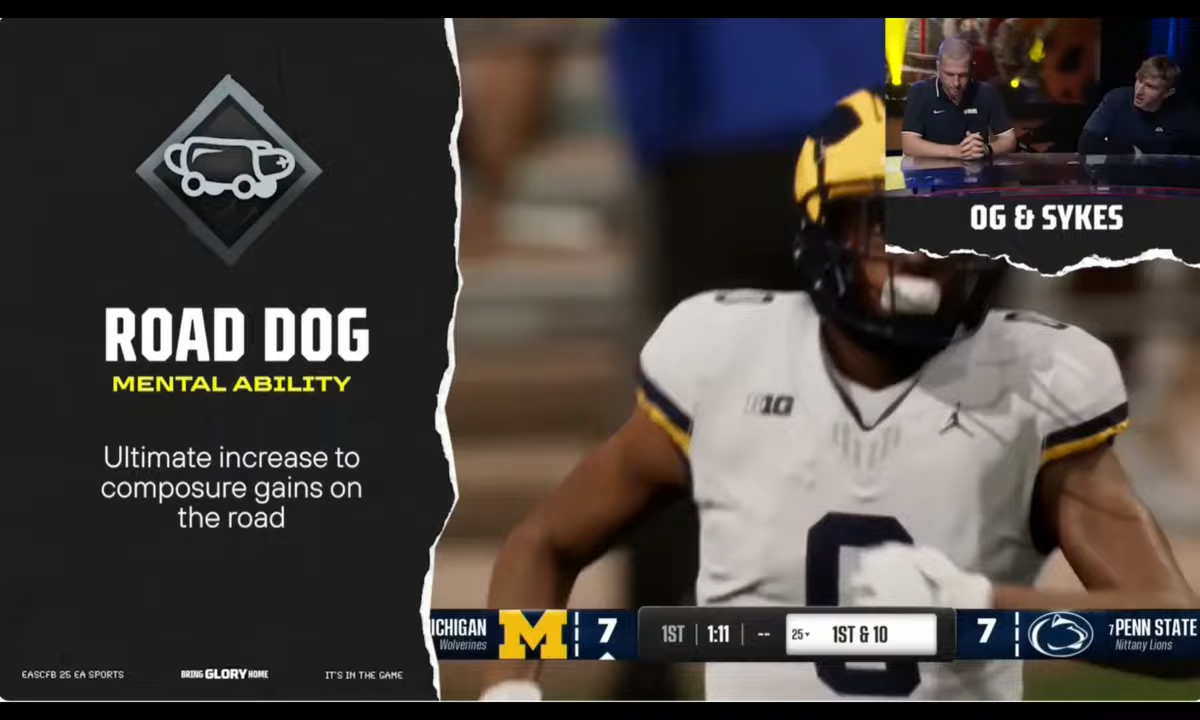 ROAD DOG
MENTAL ABILITY
Ultimate increase to
composure gains on
the road
EASCFB 25 EA SPORTS
BRING GLORY HOME
IT'S IN THE GAME
OG & SYKES
B1G
0
ICHIGAN
Wolverines
M
7
1ST
1:11
--
25
1ST & 10
7
7 PENN STATE
Nittany Lions